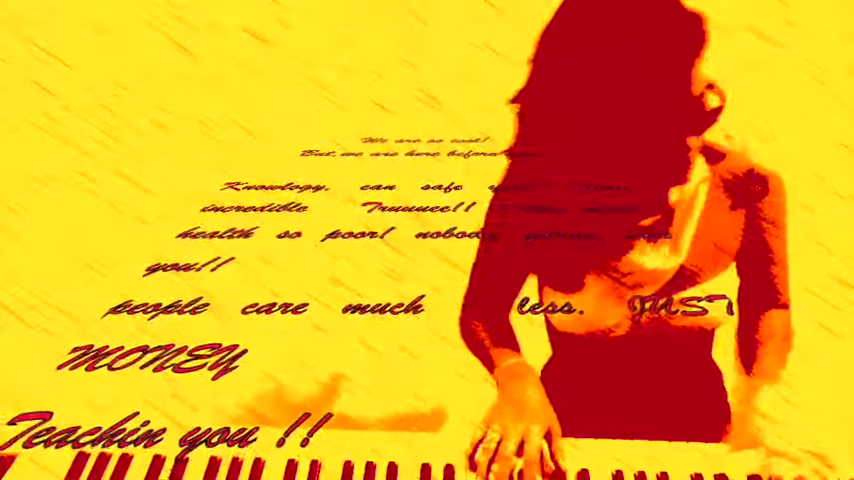 We are so cool!
But, we are here before
Knowlogy, can safe
incredible Truuuee!!
health so poor! nobody
you!!
people care much less. JUST
MONEY
Teachin you !!